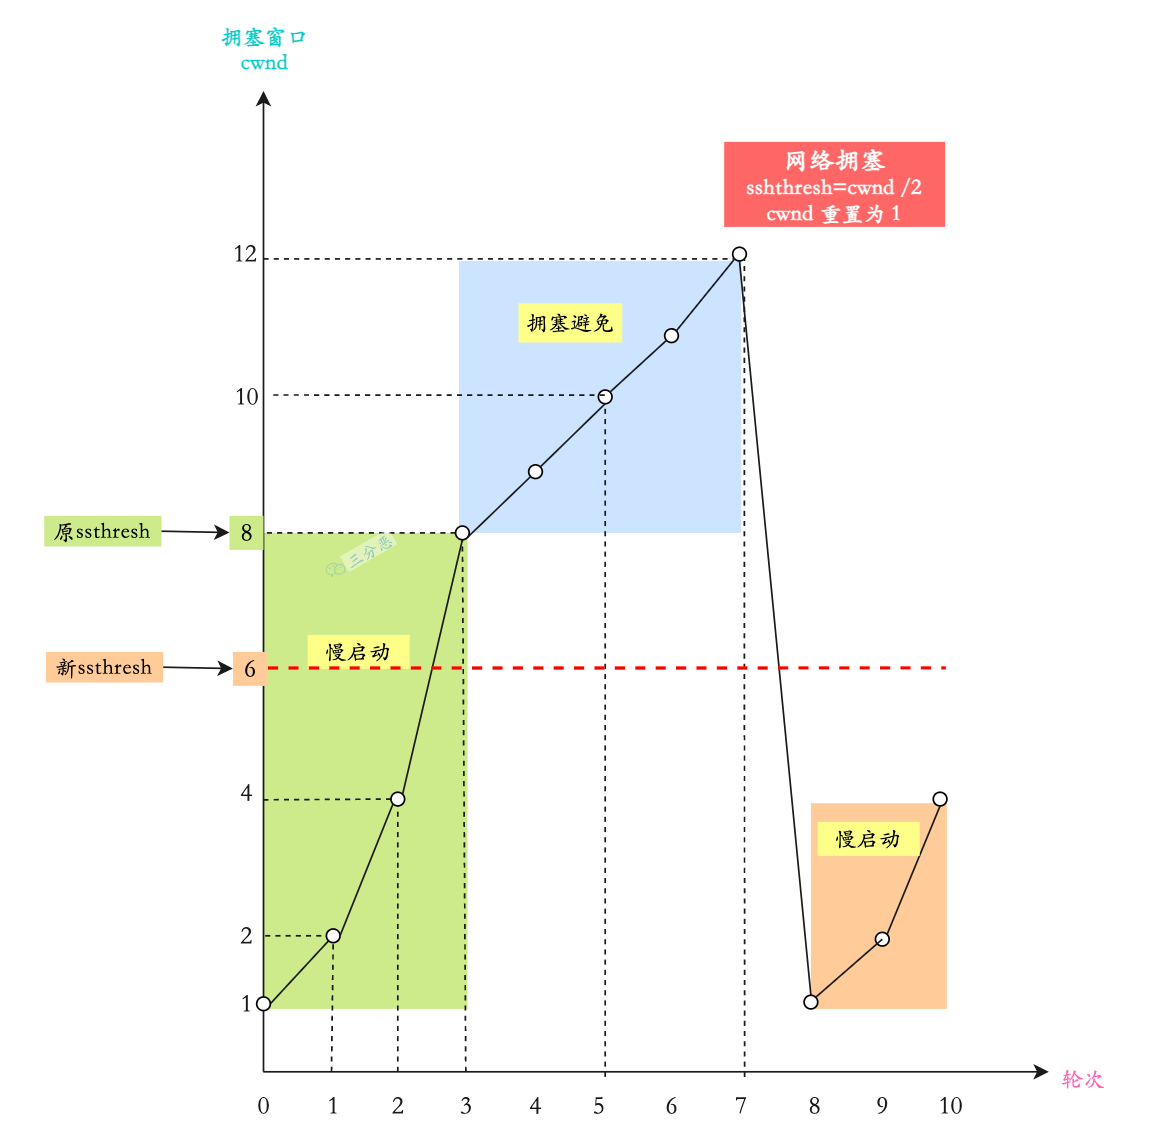 拥塞窗口
cwnd
网络拥塞
sshthresh=cwnd /2
cwnd 重置为 1
12
拥塞避免
10
原ssthresh
8
三分恶
慢启动
新ssthresh
6
4
慢启动
2
1
轮次
0 1 2 3 4 5 6 7 8 9 10